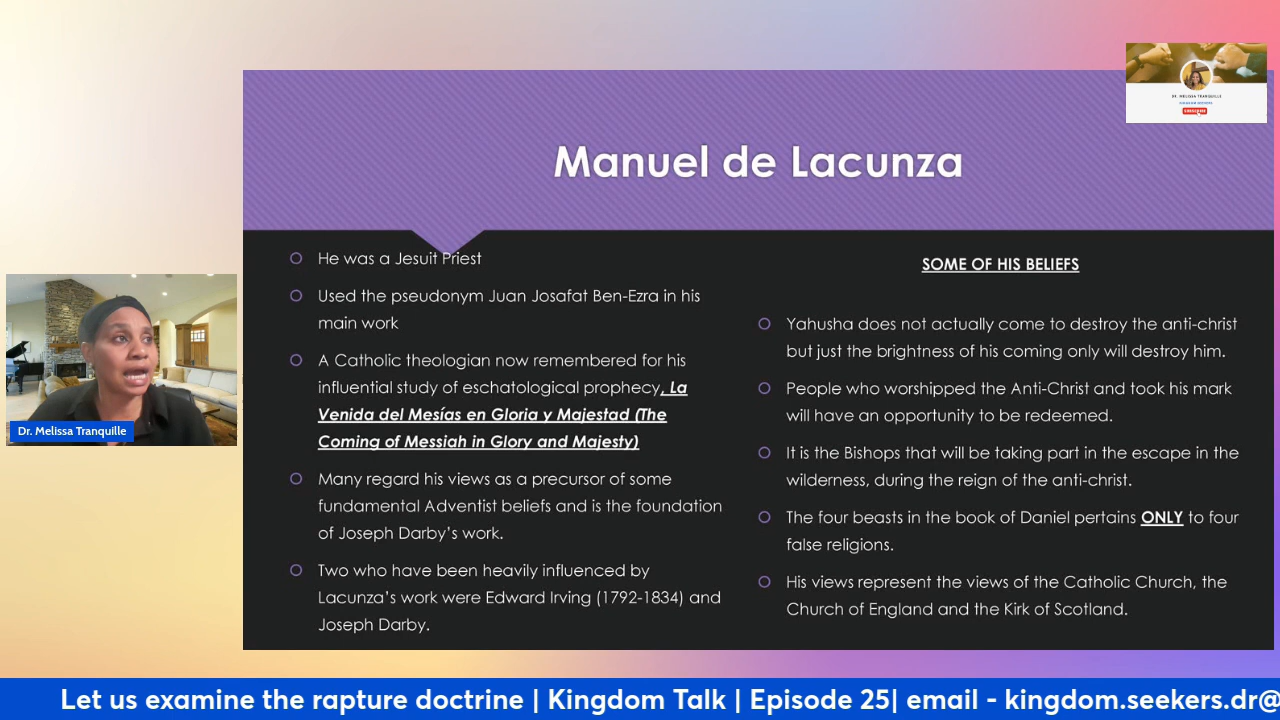 DR. MELISSA TRANQUILLE
KINGDOM SEEKERS
SUBSCRIBE
Manuel de Lacunza
He was a Jesuit Priest
Used the pseudonym Juan Josafat Ben-Ezra in his
main work
A Catholic theologian now remembered for his
influential study of eschatological prophecy, La
Venida del Mesías en Gloria y Majestad (The
Coming of Messiah in Glory and Majesty)
Many regard his views as a precursor of some
fundamental Adventist beliefs and is the foundation
of Joseph Darby’s work.
Two who have been heavily influenced by
Lacunza’s work were Edward Irving (1792-1834) and
Joseph Darby.
SOME OF HIS BELIEFS
Yahusha does not actually come to destroy the anti-christ
but just the brightness of his coming only will destroy him.
People who worshipped the Anti-Christ and took his mark
will have an opportunity to be redeemed.
It is the Bishops that will be taking part in the escape in the
wilderness, during the reign of the anti-christ.
The four beasts in the book of Daniel pertains ONLY to four
false religions.
His views represent the views of the Catholic Church, the
Church of England and the Kirk of Scotland.
Dr. Melissa Tranquille
Let us examine the rapture doctrine | Kingdom Talk | Episode 25| email - kingdom.seekers.dr@